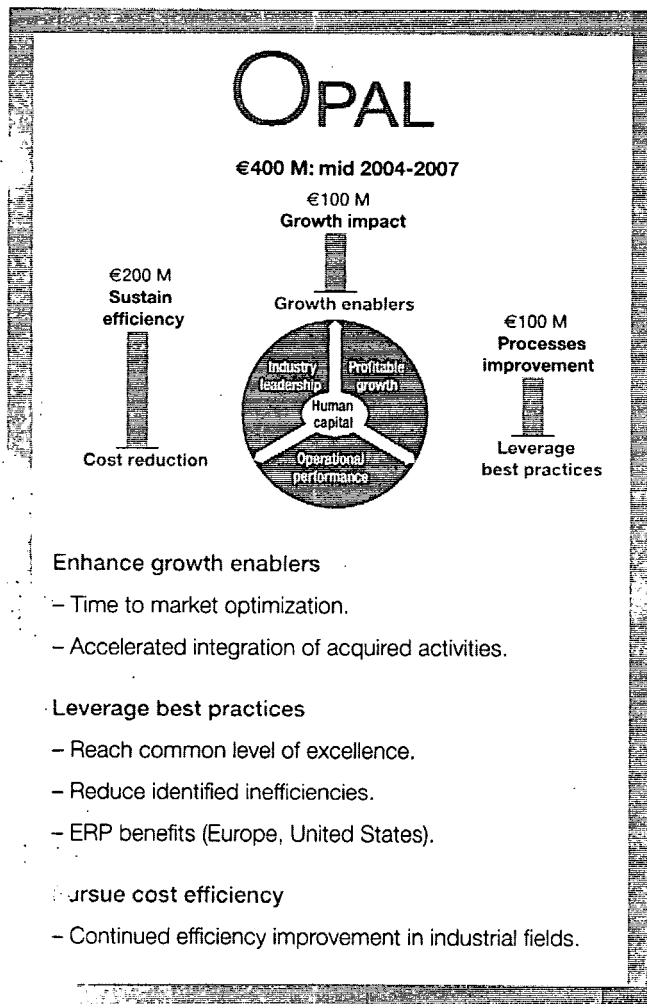 OPAL
€400 M: mid 2004-2007
€100 M
Growth impact
Growth enablers
€200 M
Sustain
efficiency
Cost reduction
Industry
leadership
Profitable
growth
Human
capital
Operational
performance
€100 M
Processes
improvement
Leverage
best practices
Enhance growth enablers
– Time to market optimization.
– Accelerated integration of acquired activities.
Leverage best practices
– Reach common level of excellence.
– Reduce identified inefficiencies.
– ERP benefits (Europe, United States).
ursue cost efficiency
– Continued efficiency improvement in industrial fields.